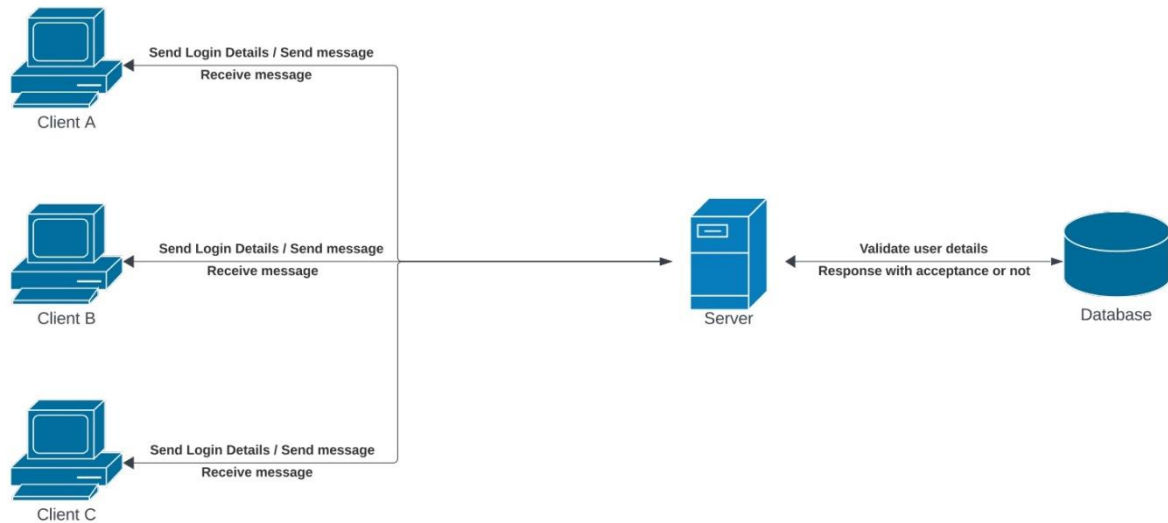 Send Login Details / Send message
Receive message
Client A
Send Login Details / Send message
Receive message
Client B
Server
Validate user details
Response with acceptance or not
Database
Send Login Details / Send message
Receive message
Client C